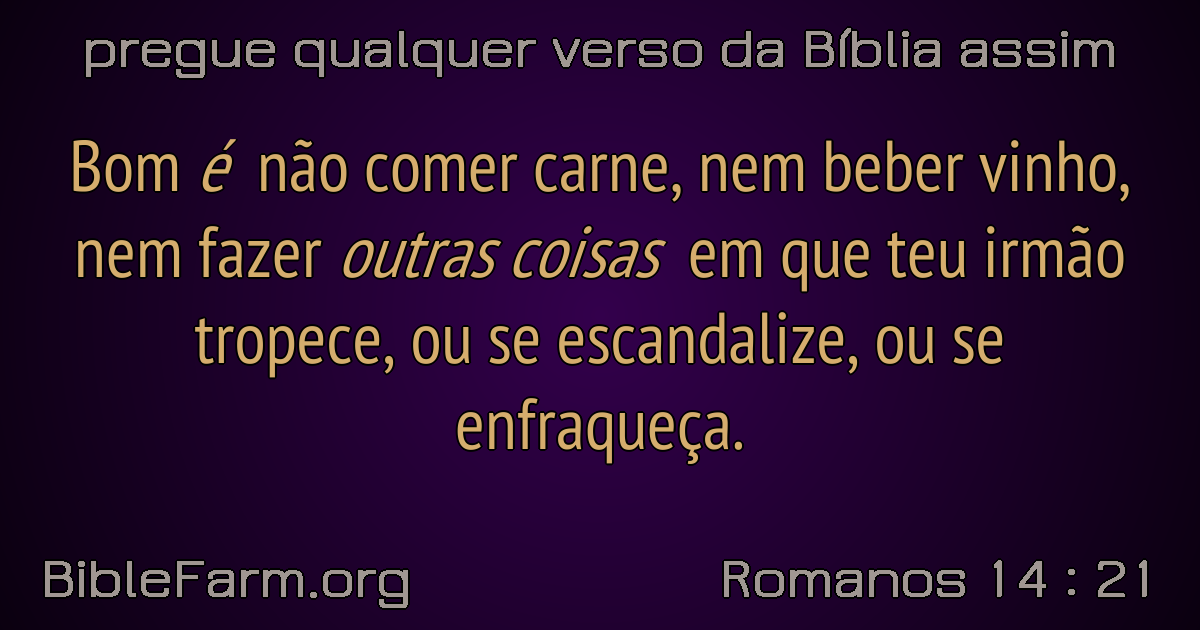 pregue qualquer verso da Bíblia assim
Bom é não comer carne, nem beber vinho,
nem fazer outras coisas em que teu irmão
tropece, ou se escandalize, ou se
enfraqueça.
BibleFarm.org
Romanos 14 : 21